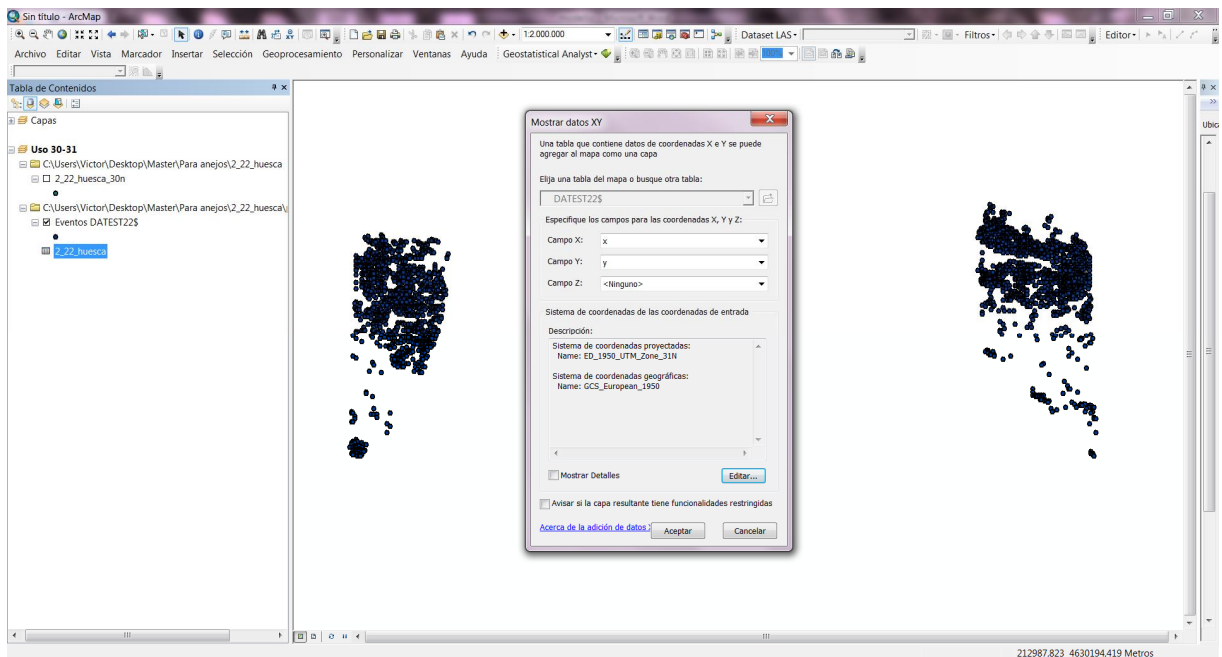 Sin título - ArcMap
1:2.000.000
Dataset LAS
Filtros
Editor
Archivo Editar Vista Marcador Insertar Selección Geoprocesamiento Personalizar Ventanas Ayuda
Geostatistical Analyst
100%
Tabla de Contenidos
Capas
Uso 30-31
C:\Users\Victor\Desktop\Master\Para anejos\2_22_huesca
2_22_huesca_30n
C:\Users\Victor\Desktop\Master\Para anejos\2_22_huesca\
Eventos DATEST22$
2_22_huesca
Ubic
Mostrar datos XY
Una tabla que contiene datos de coordenadas X e Y se puede
agregar al mapa como una capa
Elija una tabla del mapa o busque otra tabla:
DATEST22$
Especifique los campos para las coordenadas X, Y y Z:
Campo X: x
Campo Y: y
Campo Z: <Ninguno>
Sistema de coordenadas de las coordenadas de entrada
Descripción:
Sistema de coordenadas proyectadas:
Name: ED_1950_UTM_Zone_31N
Sistema de coordenadas geográficas:
Name: GCS_European_1950
Mostrar Detalles
Editar...
Avisar si la capa resultante tiene funcionalidades restringidas
Acerca de la adición de datos
Aceptar
Cancelar
212987,823 4630194,419 Metros